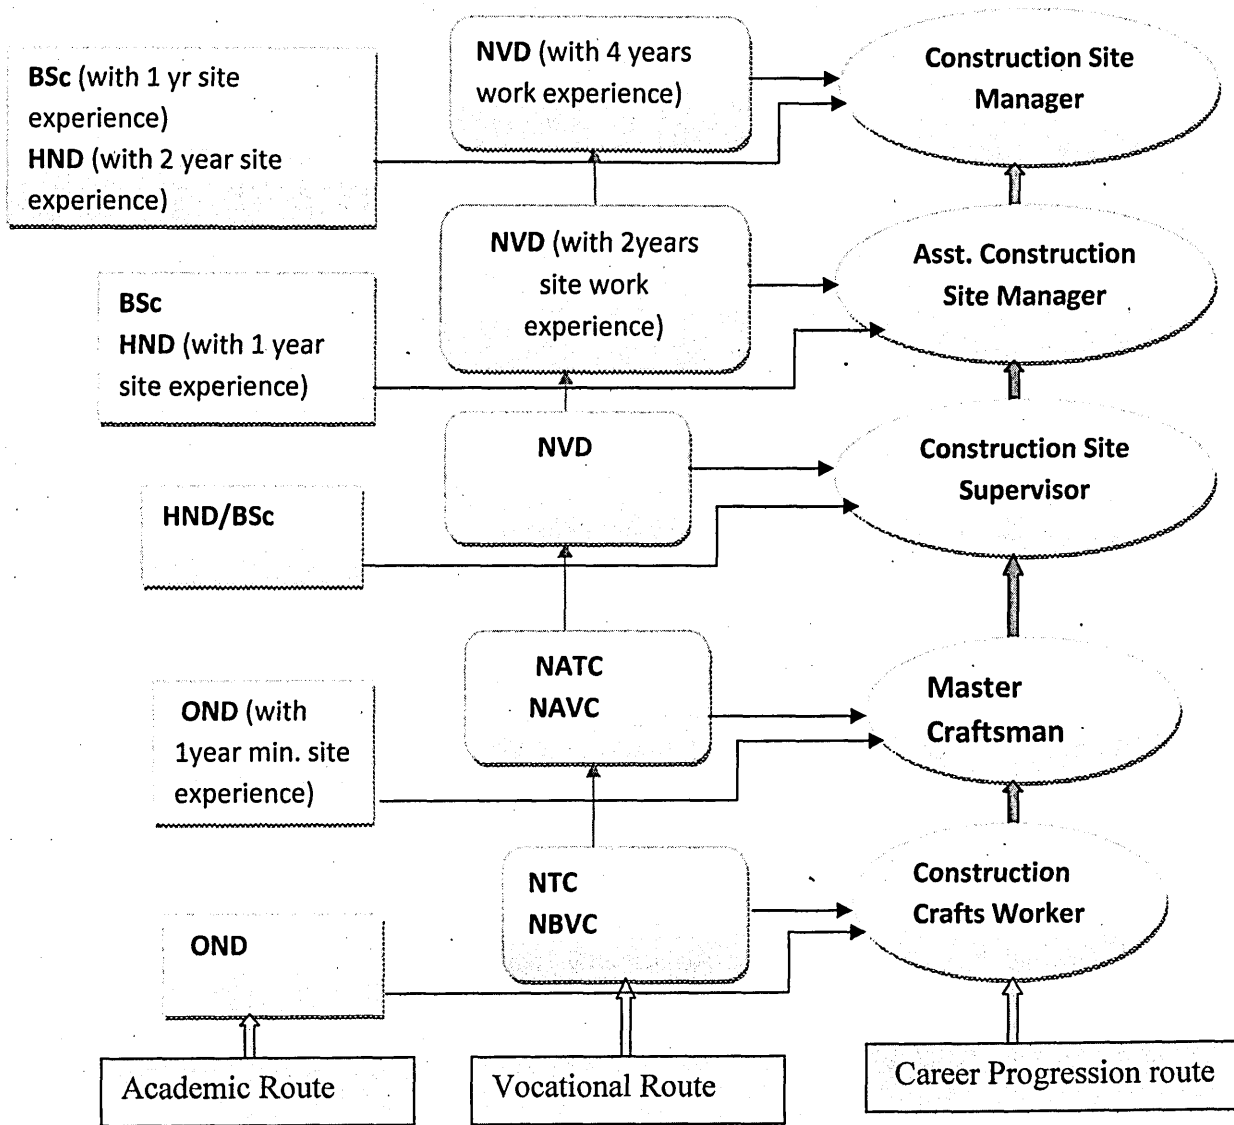 BSc (with 1 yr site
experience)
HND (with 2 year site
experience)
NVD (with 4 years
work experience)
Construction Site
Manager
BSc
HND (with 1 year
site experience)
NVD (with 2years
site work
experience)
Asst. Construction
Site Manager
HND/BSc
NVD
Construction Site
Supervisor
OND (with
1year min. site
experience)
NATC
NAVC
Master
Craftsman
OND
NTC
NBVC
Construction
Crafts Worker
Academic Route
Vocational Route
Career Progression route